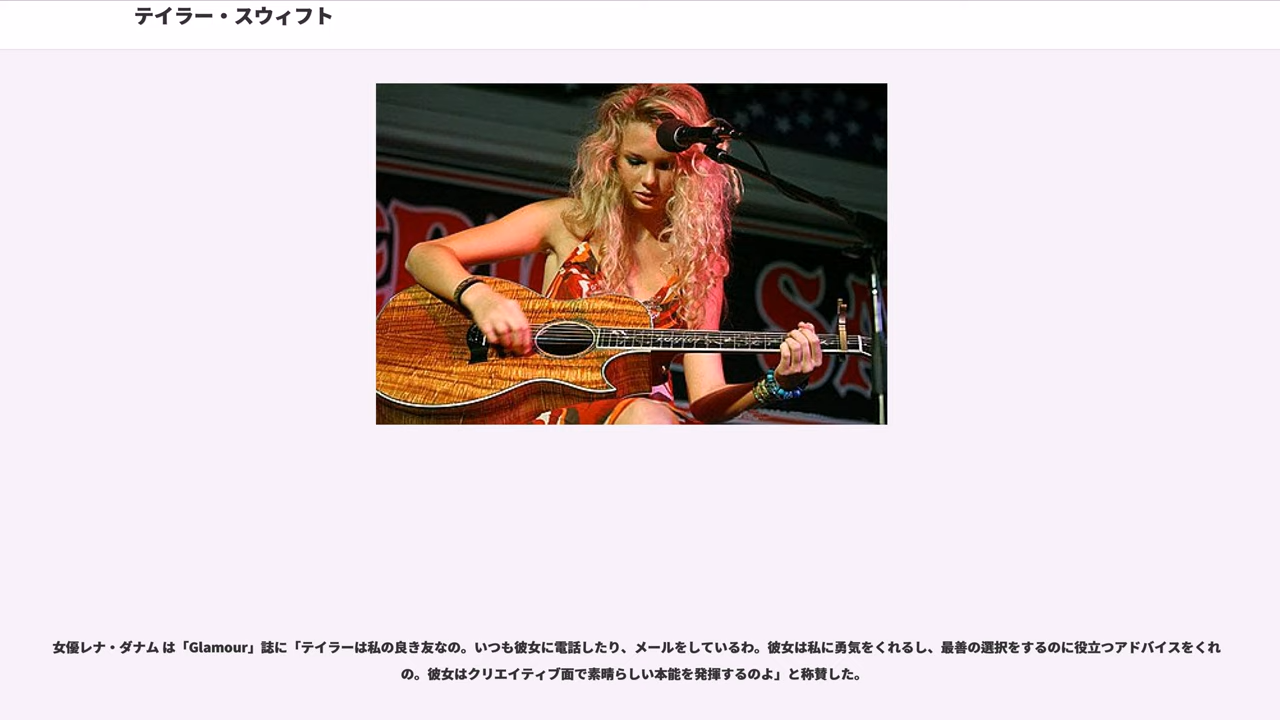 テイラー・スウィフト
女優レナ・ダナム は「Glamour」誌に「テイラーは私の良き友なの。いつも彼女に電話したり、メールをしているわ。彼女は私に勇気をくれるし、最善の選択をするのに役立つアドバイスをくれ
の。彼女はクリエイティブ面で素晴らしい本能を発揮するのよ」と称賛した。